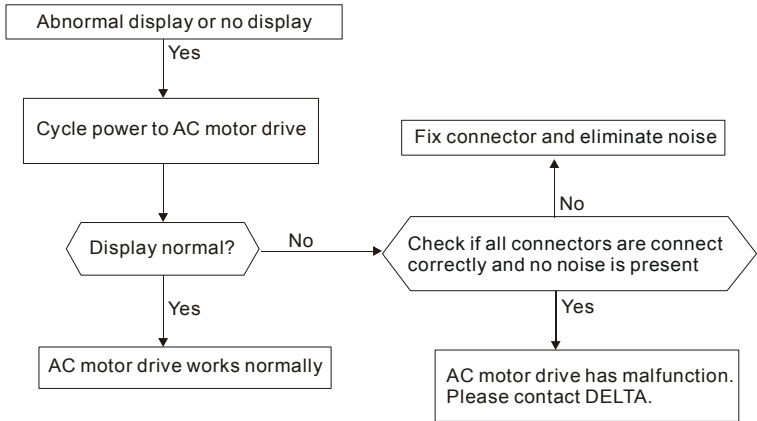 Abnormal display or no display
Yes
Cycle power to AC motor drive
Fix connector and eliminate noise
No
Display normal?
No
Check if all connectors are connect
correctly and no noise is present
Yes
Yes
AC motor drive works normally
AC motor drive has malfunction.
Please contact DELTA.